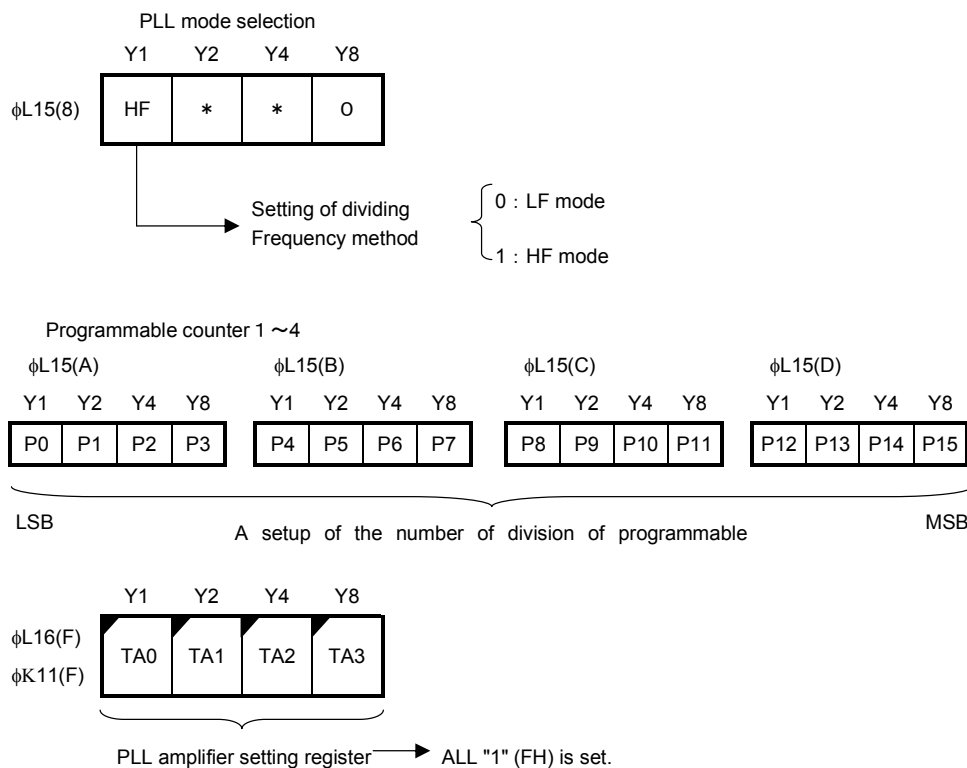 PLL mode selection
Y1 Y2 Y4 Y8
ϕL15(8) HF * * 0
Setting of dividing
Frequency method
0 : LF mode
1 : HF mode
Programmable counter 1 ～4
ϕL15(A) ϕL15(B) ϕL15(C) ϕL15(D)
Y1 Y2 Y4 Y8 Y1 Y2 Y4 Y8 Y1 Y2 Y4 Y8 Y1 Y2 Y4 Y8
P0 P1 P2 P3 P4 P5 P6 P7 P8 P9 P10 P11 P12 P13 P14 P15
LSB A setup of the number of division of programmable MSB
Y1 Y2 Y4 Y8
ϕL16(F)
ϕK11(F)
TA0 TA1 TA2 TA3
PLL amplifier setting register ALL "1" (FH) is set.